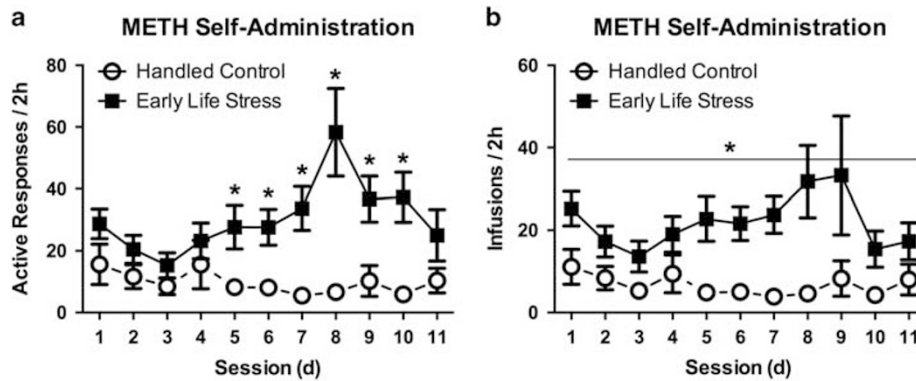 a
METH Self-Administration
Active Responses / 2h
80
60
40
20
0
Handled Control
Early Life Stress
*
* * * * *
1 2 3 4 5 6 7 8 9 10 11
Session (d)
b
METH Self-Administration
Infusions / 2h
60
40
20
0
Handled Control
Early Life Stress
*
1 2 3 4 5 6 7 8 9 10 11
Session (d)